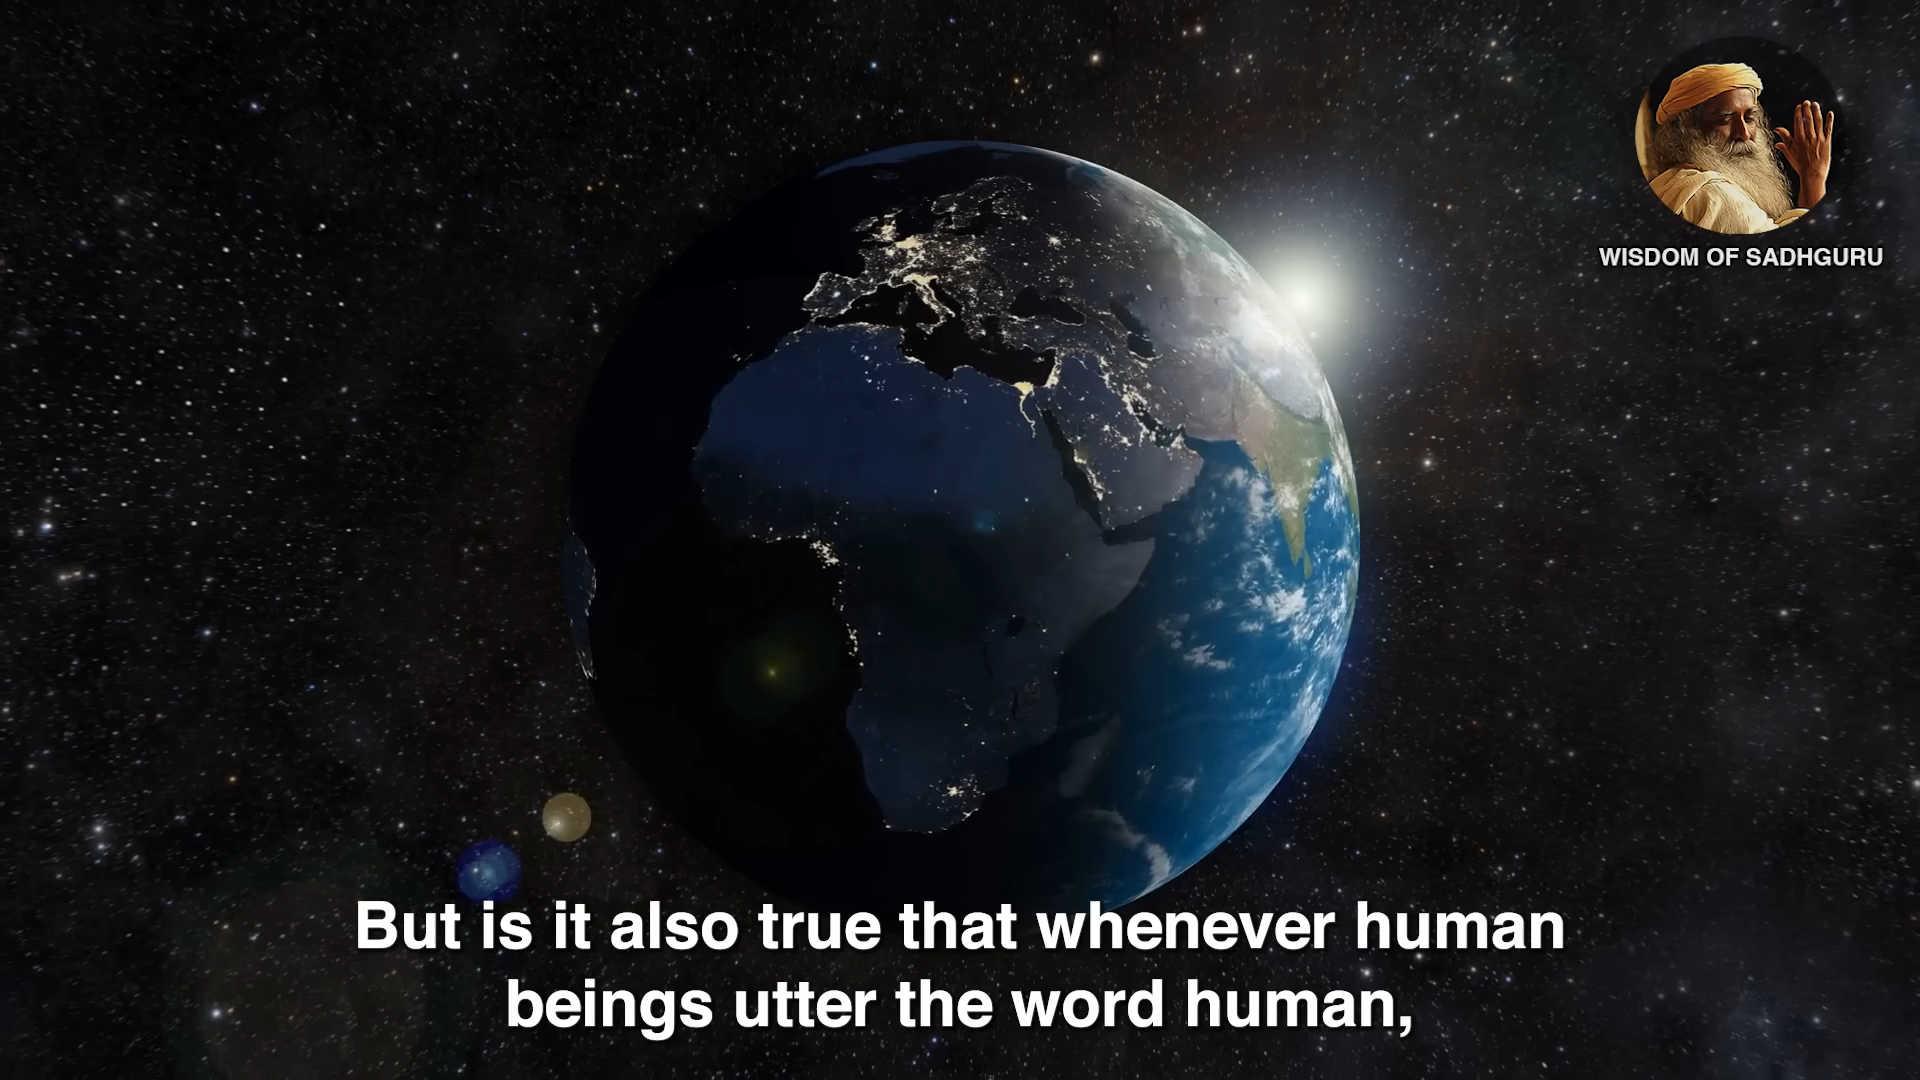 WISDOM OF SADHGURU
But is it also true that whenever human
beings utter the word human,